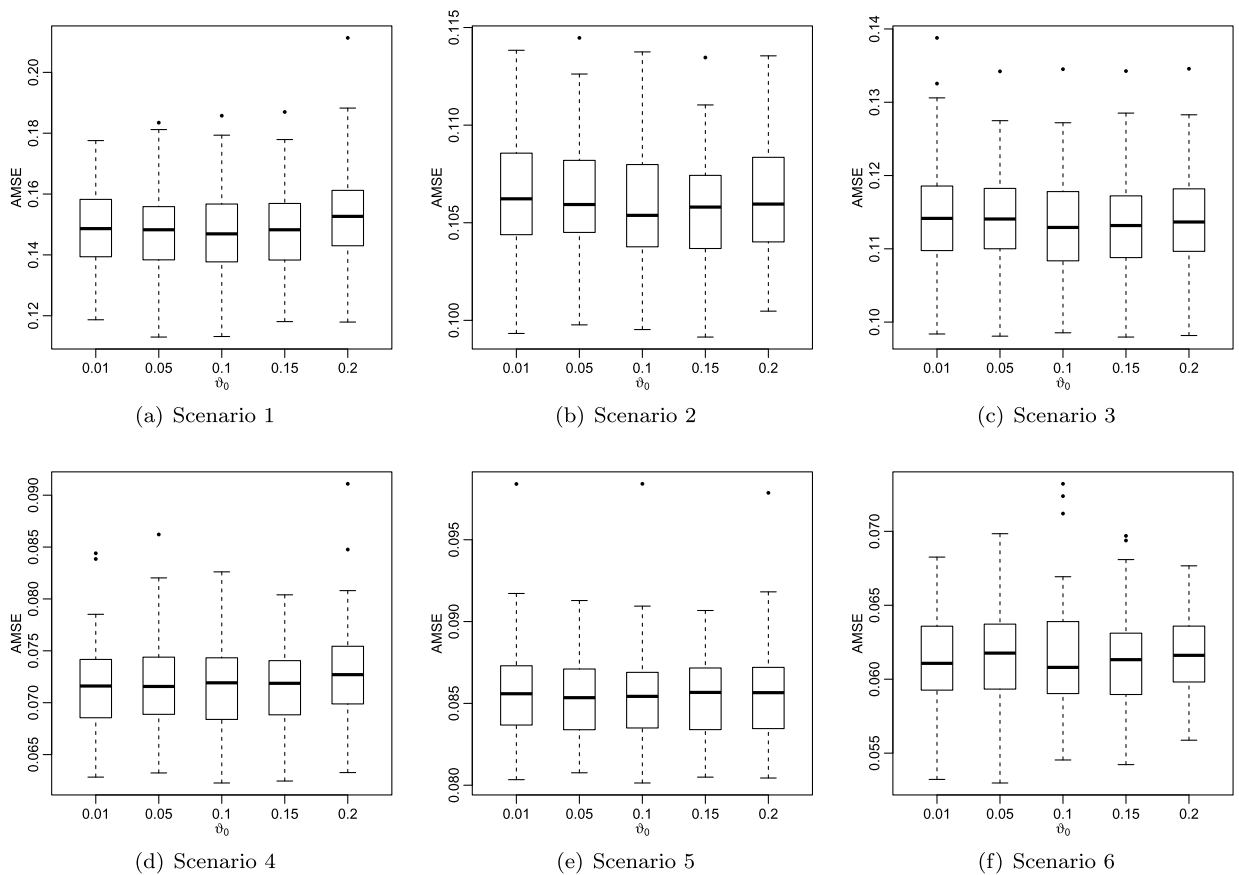 AMSE
0.12 0.14 0.16 0.18 0.20
0.01 0.05 0.1 0.15 0.2
ϑ₀
(a) Scenario 1
AMSE
0.100 0.105 0.110 0.115
0.01 0.05 0.1 0.15 0.2
ϑ₀
(b) Scenario 2
AMSE
0.10 0.11 0.12 0.13 0.14
0.01 0.05 0.1 0.15 0.2
ϑ₀
(c) Scenario 3
AMSE
0.065 0.070 0.075 0.080 0.085 0.090
0.01 0.05 0.1 0.15 0.2
ϑ₀
(d) Scenario 4
AMSE
0.080 0.085 0.090 0.095
0.01 0.05 0.1 0.15 0.2
ϑ₀
(e) Scenario 5
AMSE
0.055 0.060 0.065 0.070
0.01 0.05 0.1 0.15 0.2
ϑ₀
(f) Scenario 6